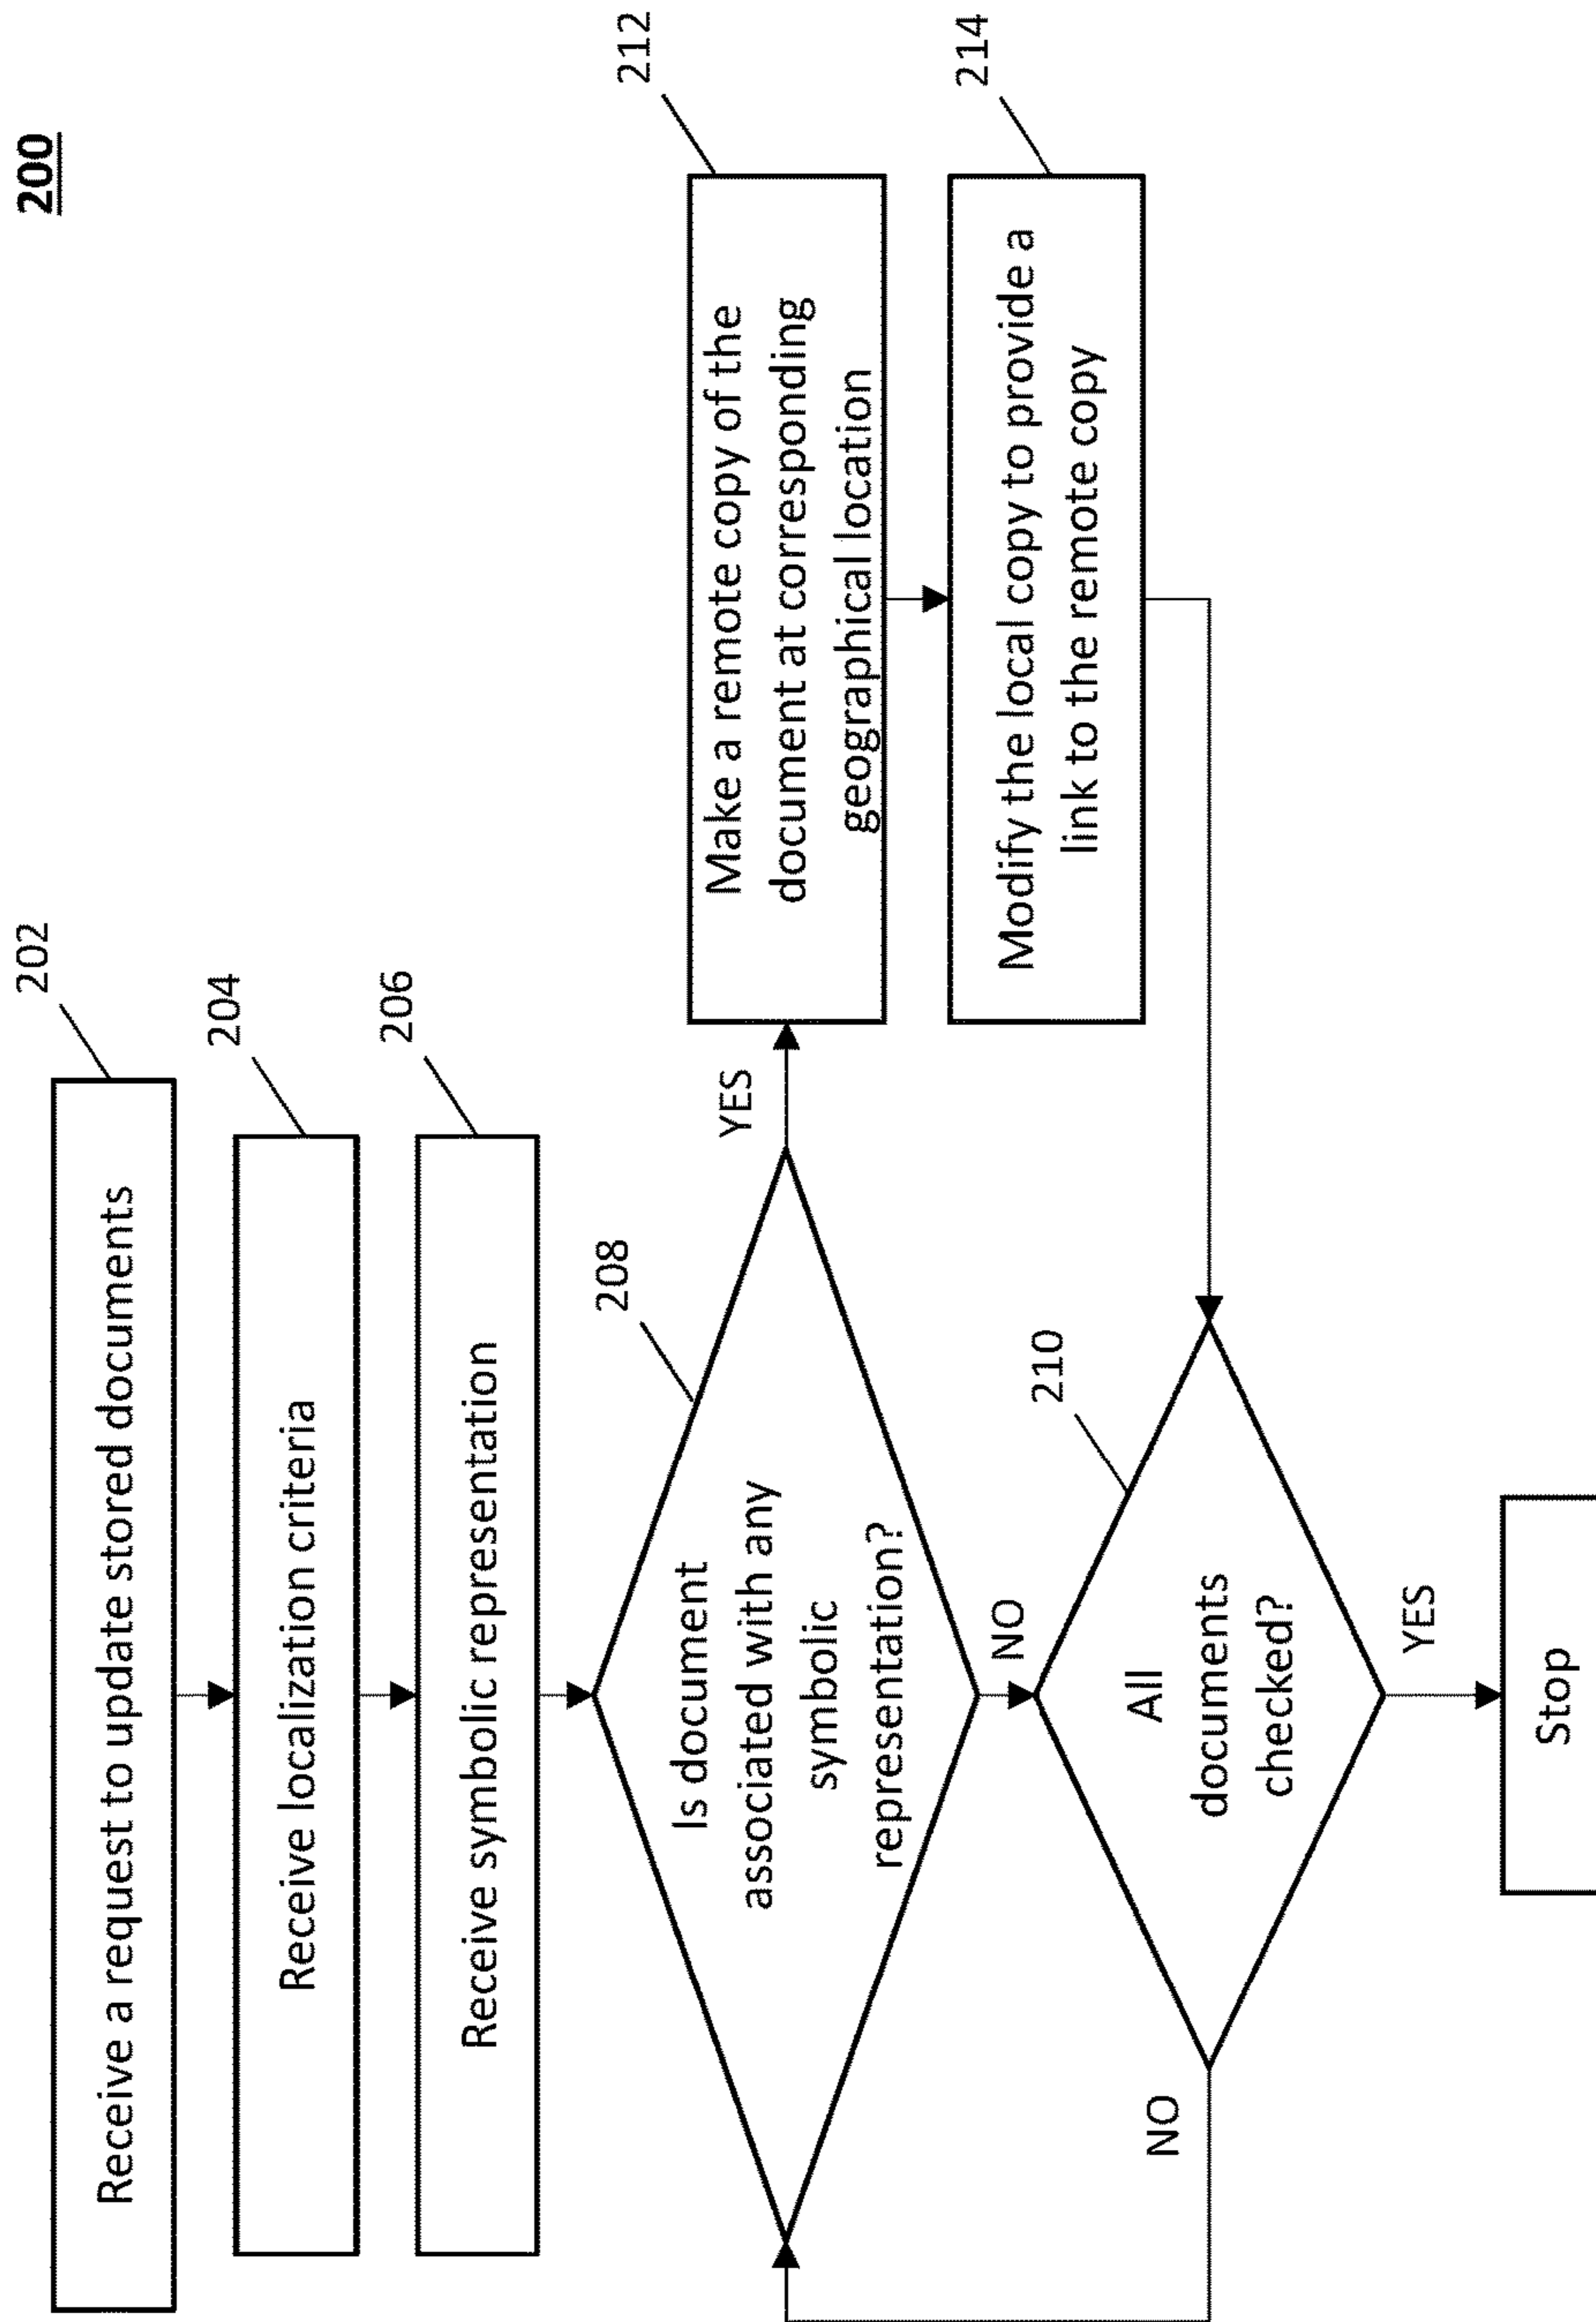 200
202
Receive a request to update stored documents
204
Receive localization criteria
206
Receive symbolic representation
208
Is document
associated with any
symbolic
representation?
YES
NO
212
Make a remote copy of the
document at corresponding
geographical location
214
Modify the local copy to provide a
link to the remote copy
210
All
documents
checked?
NO
YES
Stop